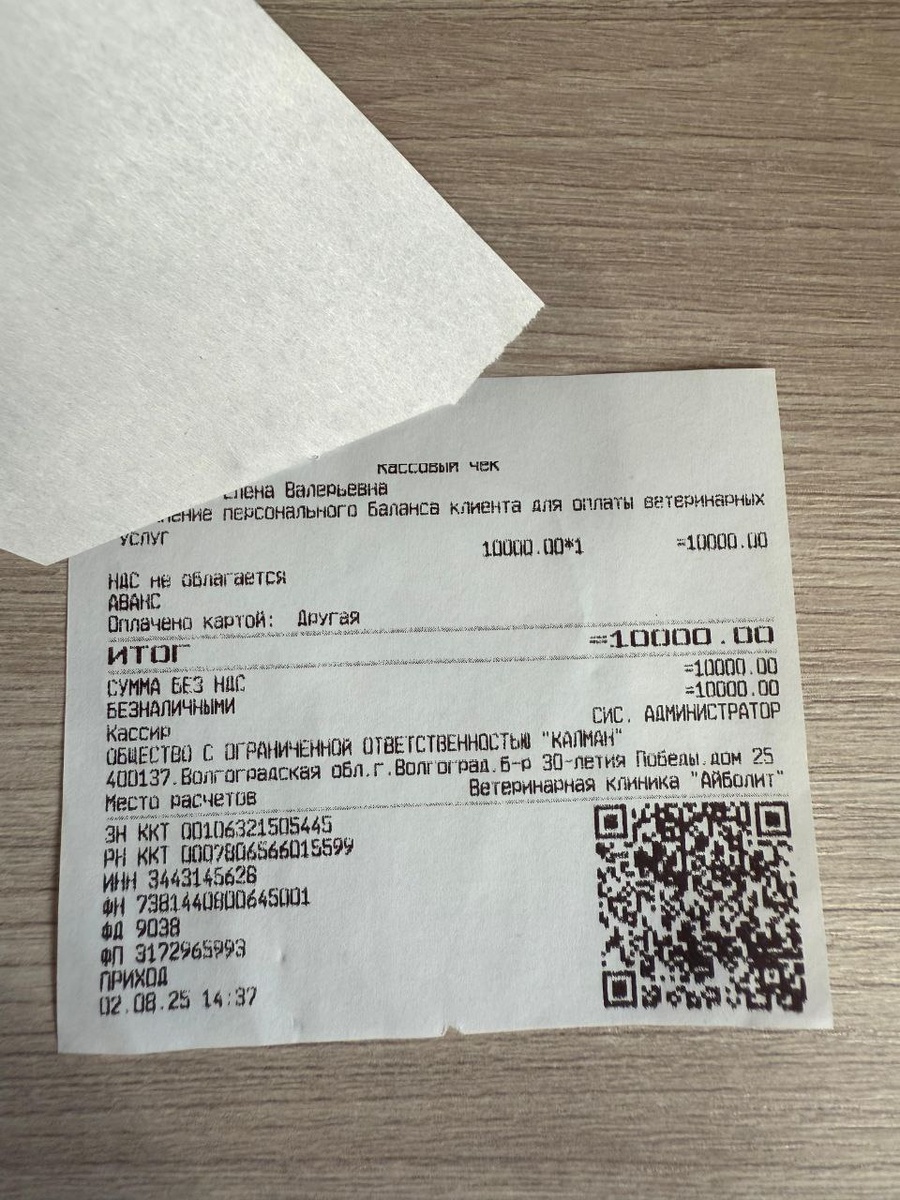 Кассовый чек
Елена Валерьевна
персонального баланса клиента для оплаты ветеринарных
услуг
10000.00*1 =10000.00
НДС не облагается
АВАНС
Оплачено картой: Другая
ИТОГ =10000.00
СУММА БЕЗ НДС =10000.00
БЕЗНАЛИЧНЫМИ =10000.00
Кассир СИС. АДМИНИСТРАТОР
ОБЩЕСТВО С ОГРАНИЧЕННОЙ ОТВЕТСТВЕННОСТЬЮ "КАЛМАН"
400137.Волгоградская обл.г.Волгоград.б-р 30-летия Победы.дом 25
Место расчетов Ветеринарная клиника "Айболит"
ЗН ККТ 00106321505445
РН ККТ 0007806566015599
ИНН 3443145626
ФН 7381440800645001
ФД 9038
ФП 3172965993
ПРИХОД
02.08.25 14:37